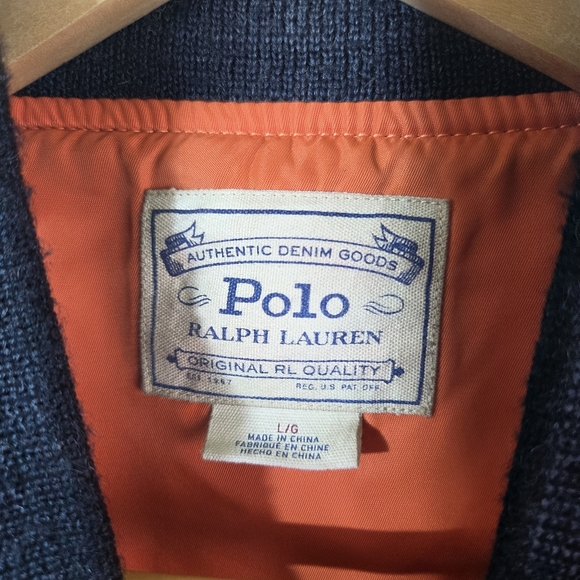 AUTHENTIC DENIM GOODS
Polo
RALPH LAUREN
ORIGINAL RL QUALITY
EST. 1967 REG. U.S. PAT. OFF.
L/G
MADE IN CHINA
FABRIQUÉ EN CHINE
HECHO EN CHINA